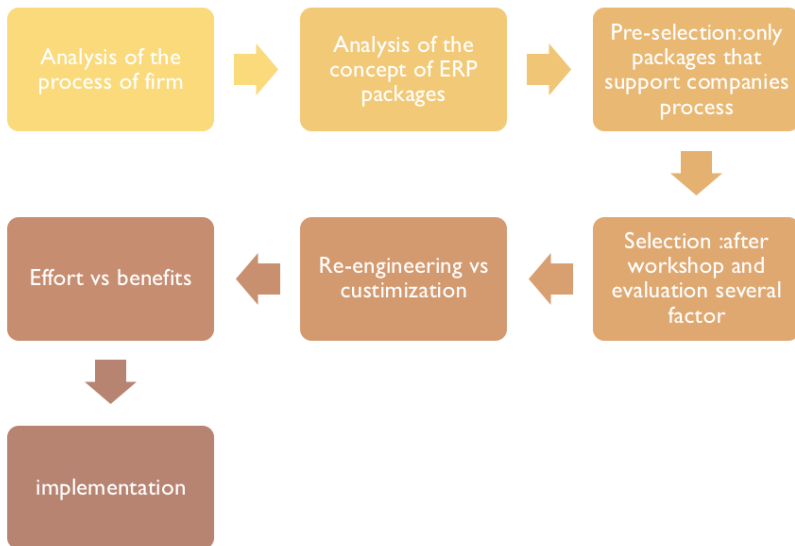 Analysis of the
process of firm
Analysis of the
concept of ERP
packages
Pre-selection:only
packages that
support companies
process
Selection :after
workshop and
evaluation several
factor
Re-engineering vs
custimization
Effort vs benefits
implementation